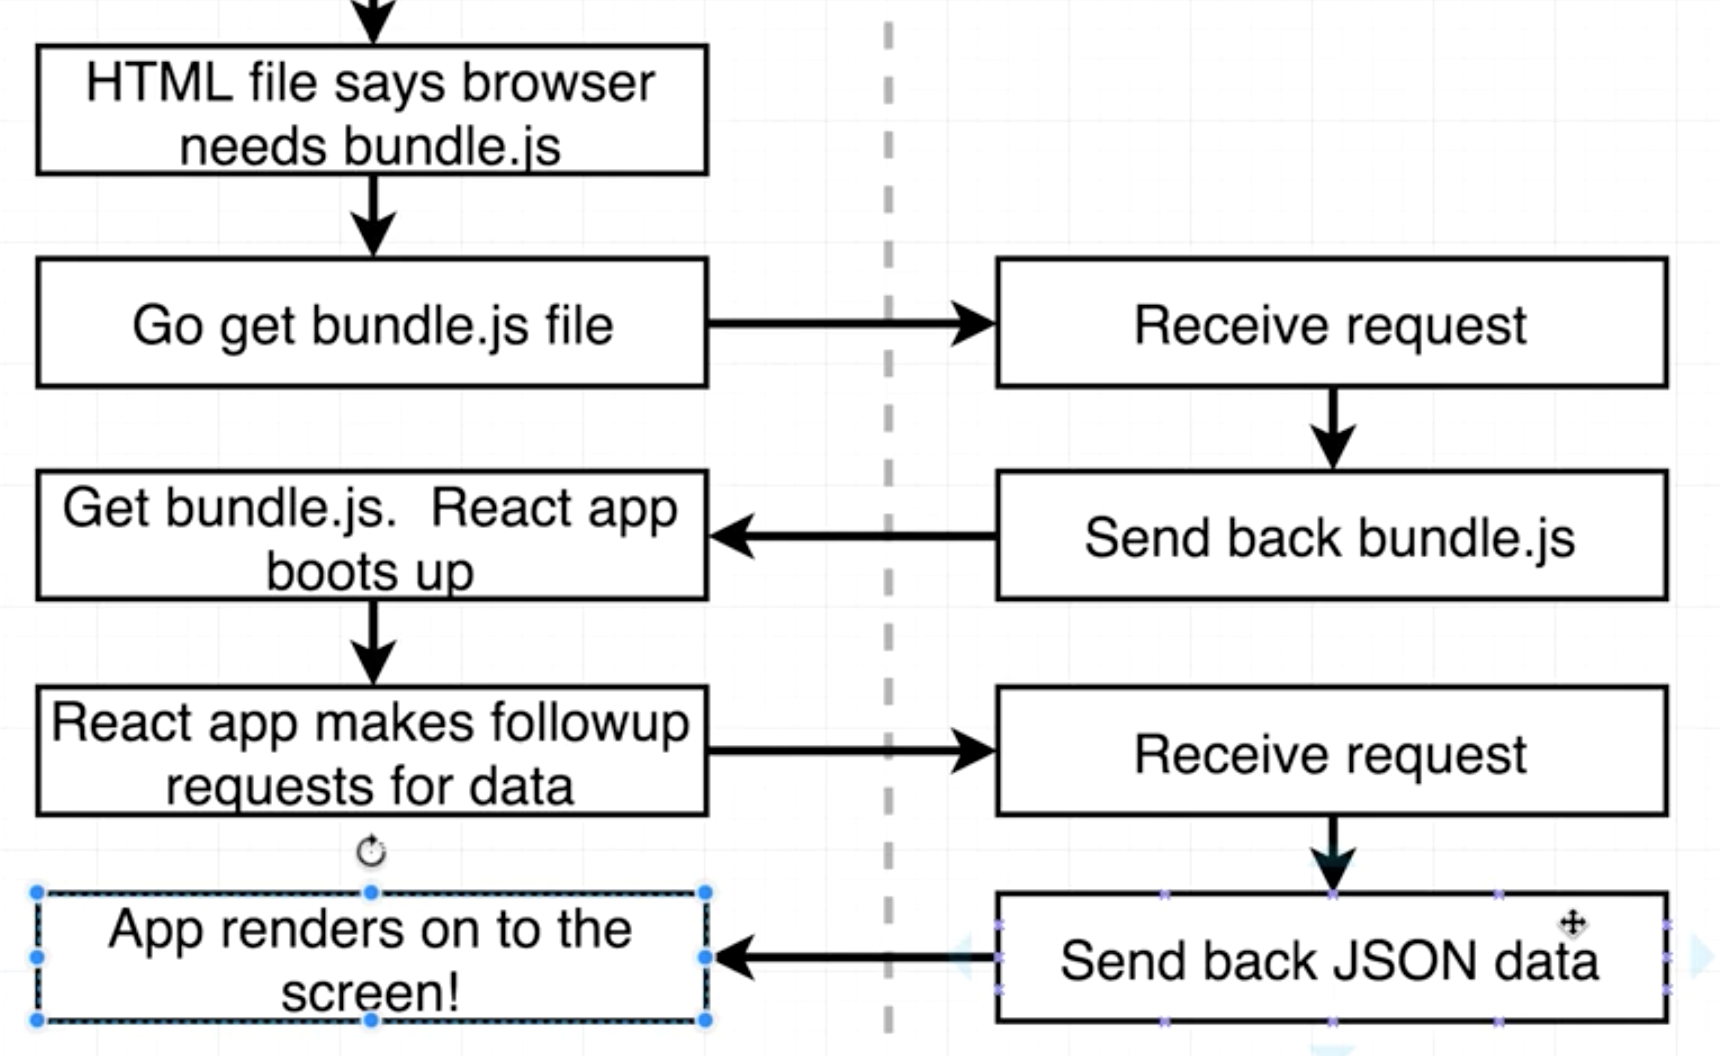 HTML file says browser
needs bundle.js
Go get bundle.js file
Receive request
Get bundle.js.  React app
boots up
Send back bundle.js
React app makes followup
requests for data
Receive request
App renders on to the
screen!
Send back JSON data